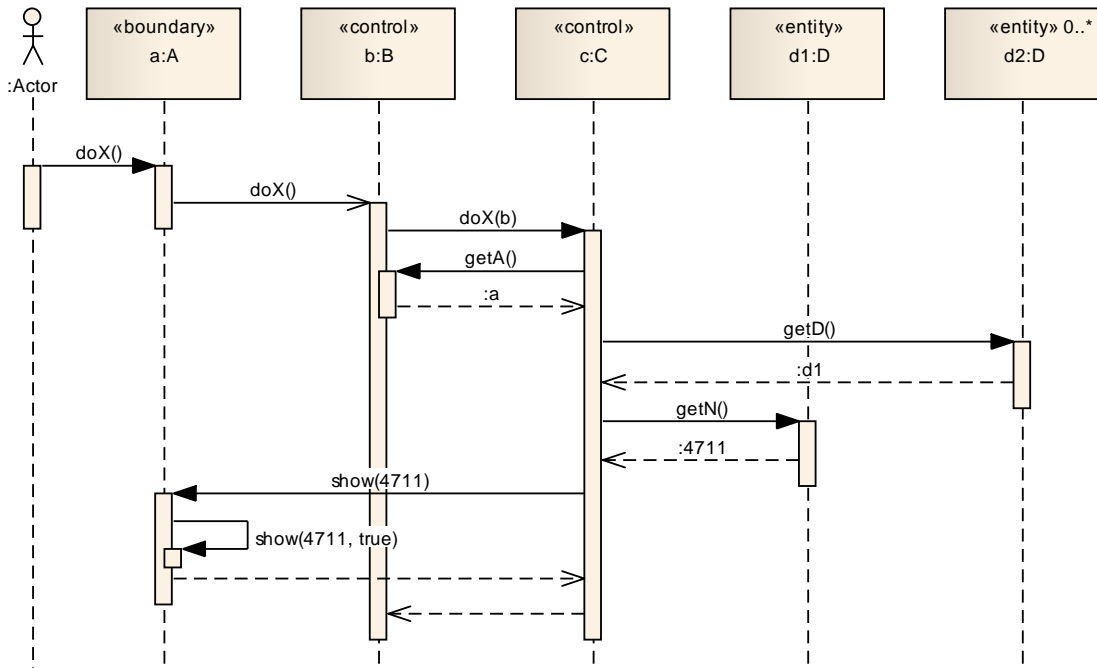 «boundary»
a:A
«control»
b:B
«control»
c:C
«entity»
d1:D
«entity» 0..*
d2:D
:Actor
doX()
doX()
doX(b)
getA()
:a
getD()
:d1
getN()
:4711
show(4711)
show(4711, true)